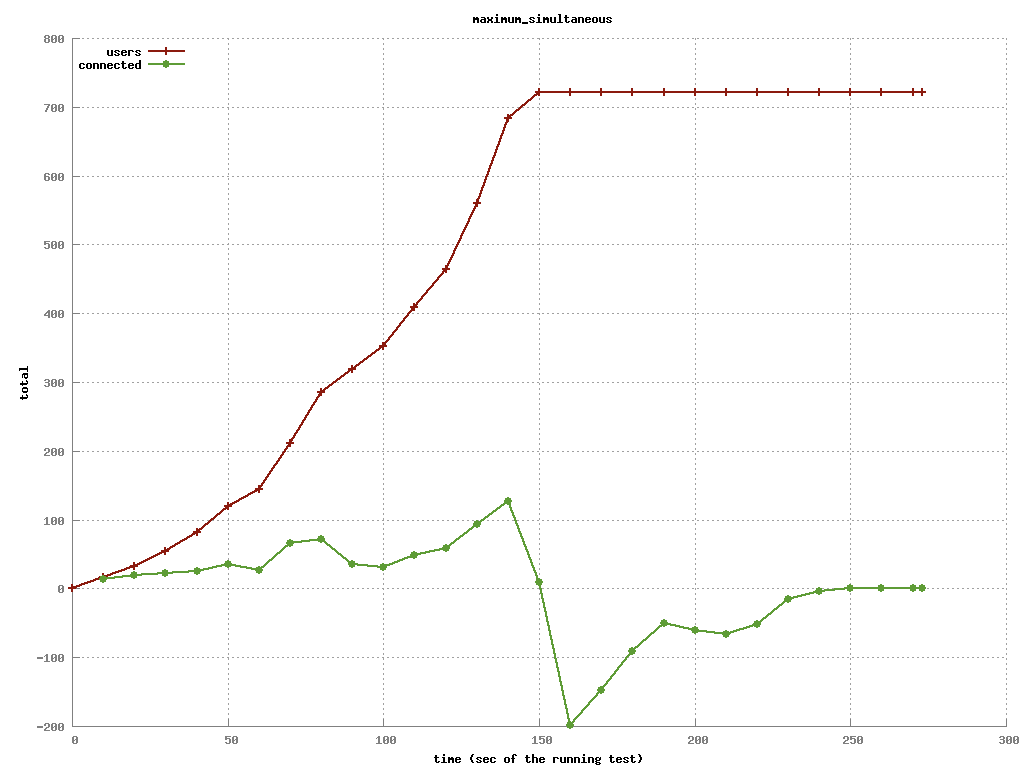 maximum_simultaneous
800
users
connected
700
600
500
400
300
total
200
100
0
-100
-200
0 50 100 150 200 250 300
time (sec of the running test)